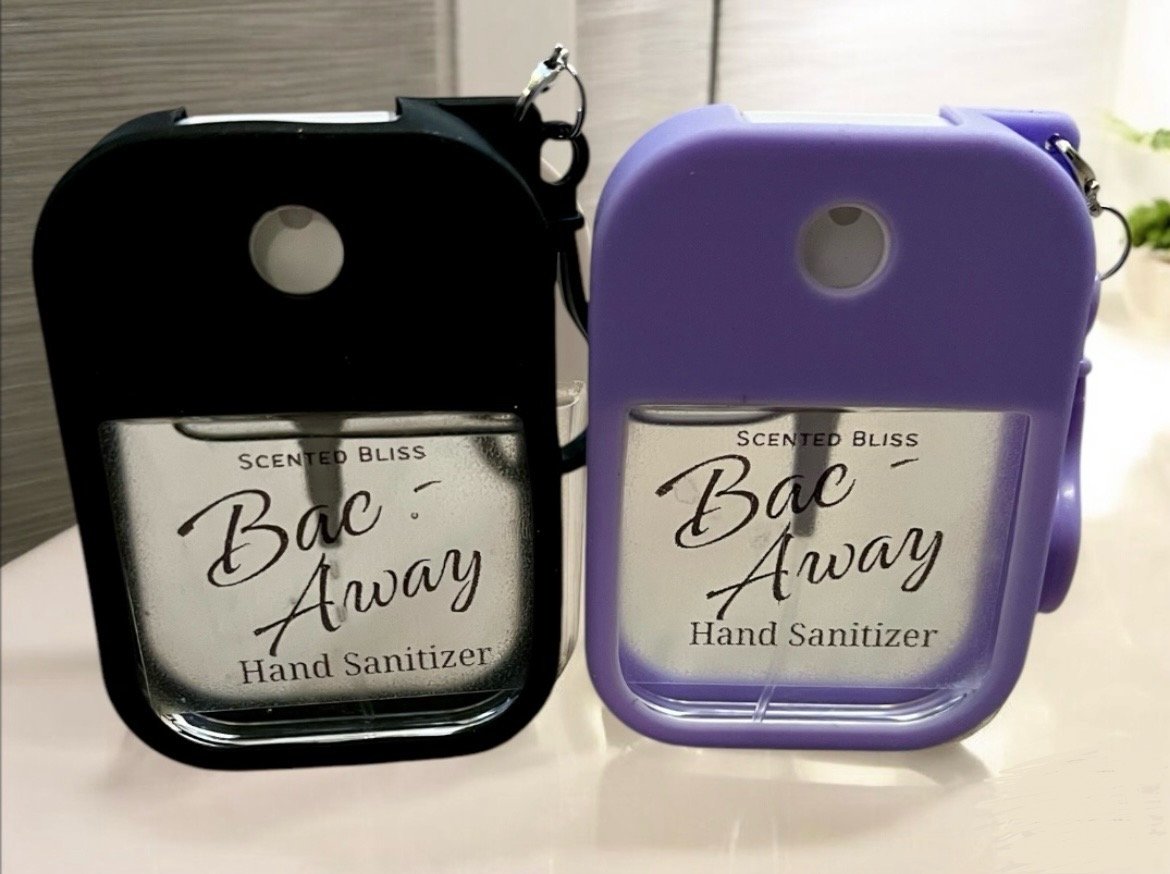 SCENTED BLISS
Bac -
Away
Hand Sanitizer
SCENTED BLISS
Bac -
Away
Hand Sanitizer